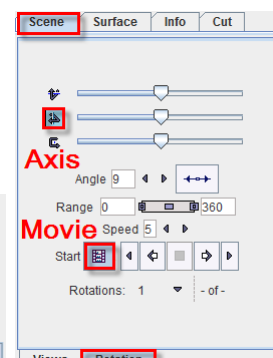 Scene Surface Info Cut
Axis
Angle 9
Range 0 360
Movie Speed 5
Start
Rotations: 1 - of -
Views Rotation